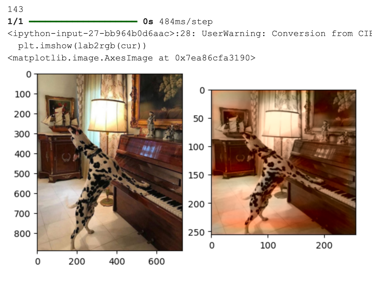 143
1/1 0s 484ms/step
<ipython-input-27-bb964b0d6aac>:28: UserWarning: Conversion from CIE
plt.imshow(lab2rgb(cur))
<matplotlib.image.AxesImage at 0x7ea86cfa3190>
0
100
200
300
400
500
600
700
800
0 200 400 600
0
50
100
150
200
250
0 100 200